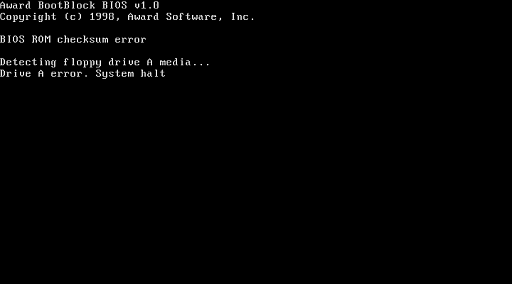 Award BootBlock BIOS v1.0
Copyright (c) 1998, Award Software, Inc.
BIOS ROM checksum error
Detecting floppy drive A media...
Drive A error. System halt